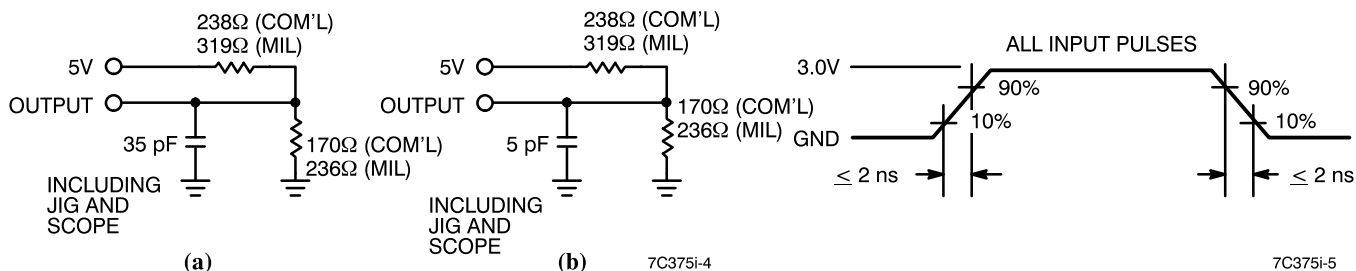 238Ω (COM'L)
319Ω (MIL)
5V
OUTPUT
35 pF
170Ω (COM'L)
236Ω (MIL)
INCLUDING
JIG AND
SCOPE
(a)
238Ω (COM'L)
319Ω (MIL)
5V
OUTPUT
5 pF
170Ω (COM'L)
236Ω (MIL)
INCLUDING
JIG AND
SCOPE
(b)
7C375i-4
ALL INPUT PULSES
3.0V
90%
10%
GND
≤ 2 ns
90%
10%
≤ 2 ns
7C375i-5